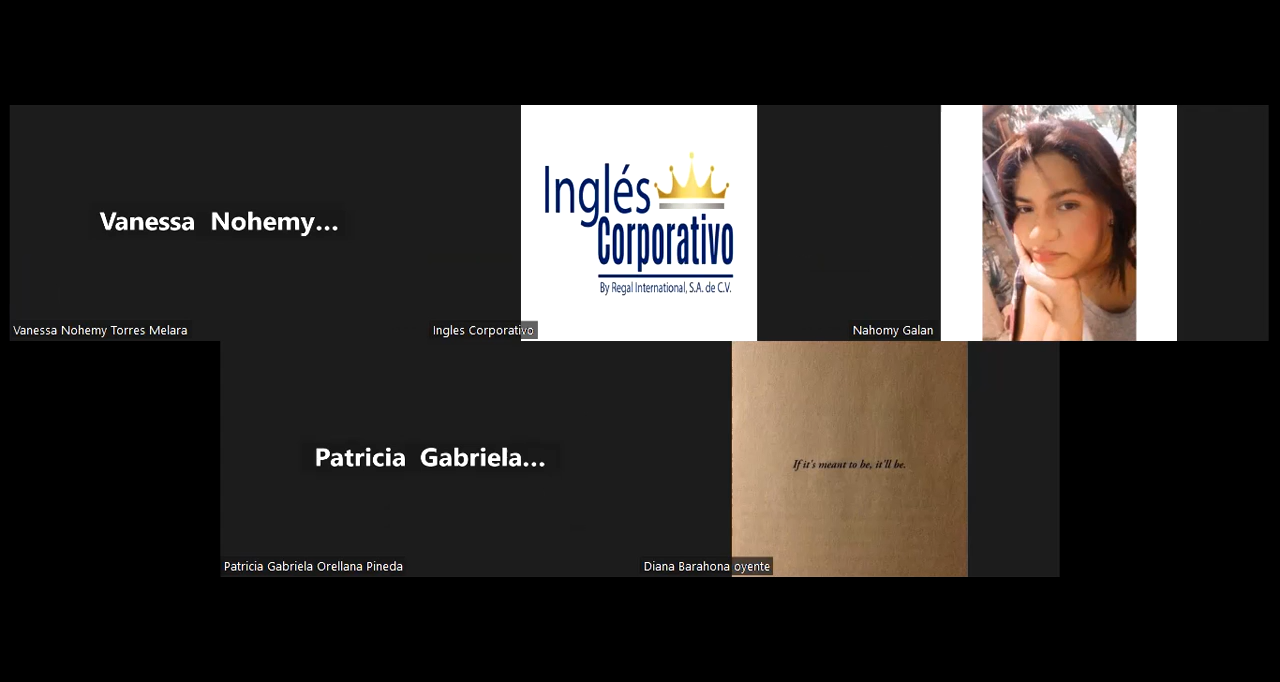 Vanessa Nohemy...
Inglés
Corporativo
By Regal International, S.A. de C.V.
Vanessa Nohemy Torres Melara
Ingles Corporativo
Nahomy Galan
Patricia Gabriela...
If it's meant to be, it'll be.
Patricia Gabriela Orellana Pineda
Diana Barahona oyente